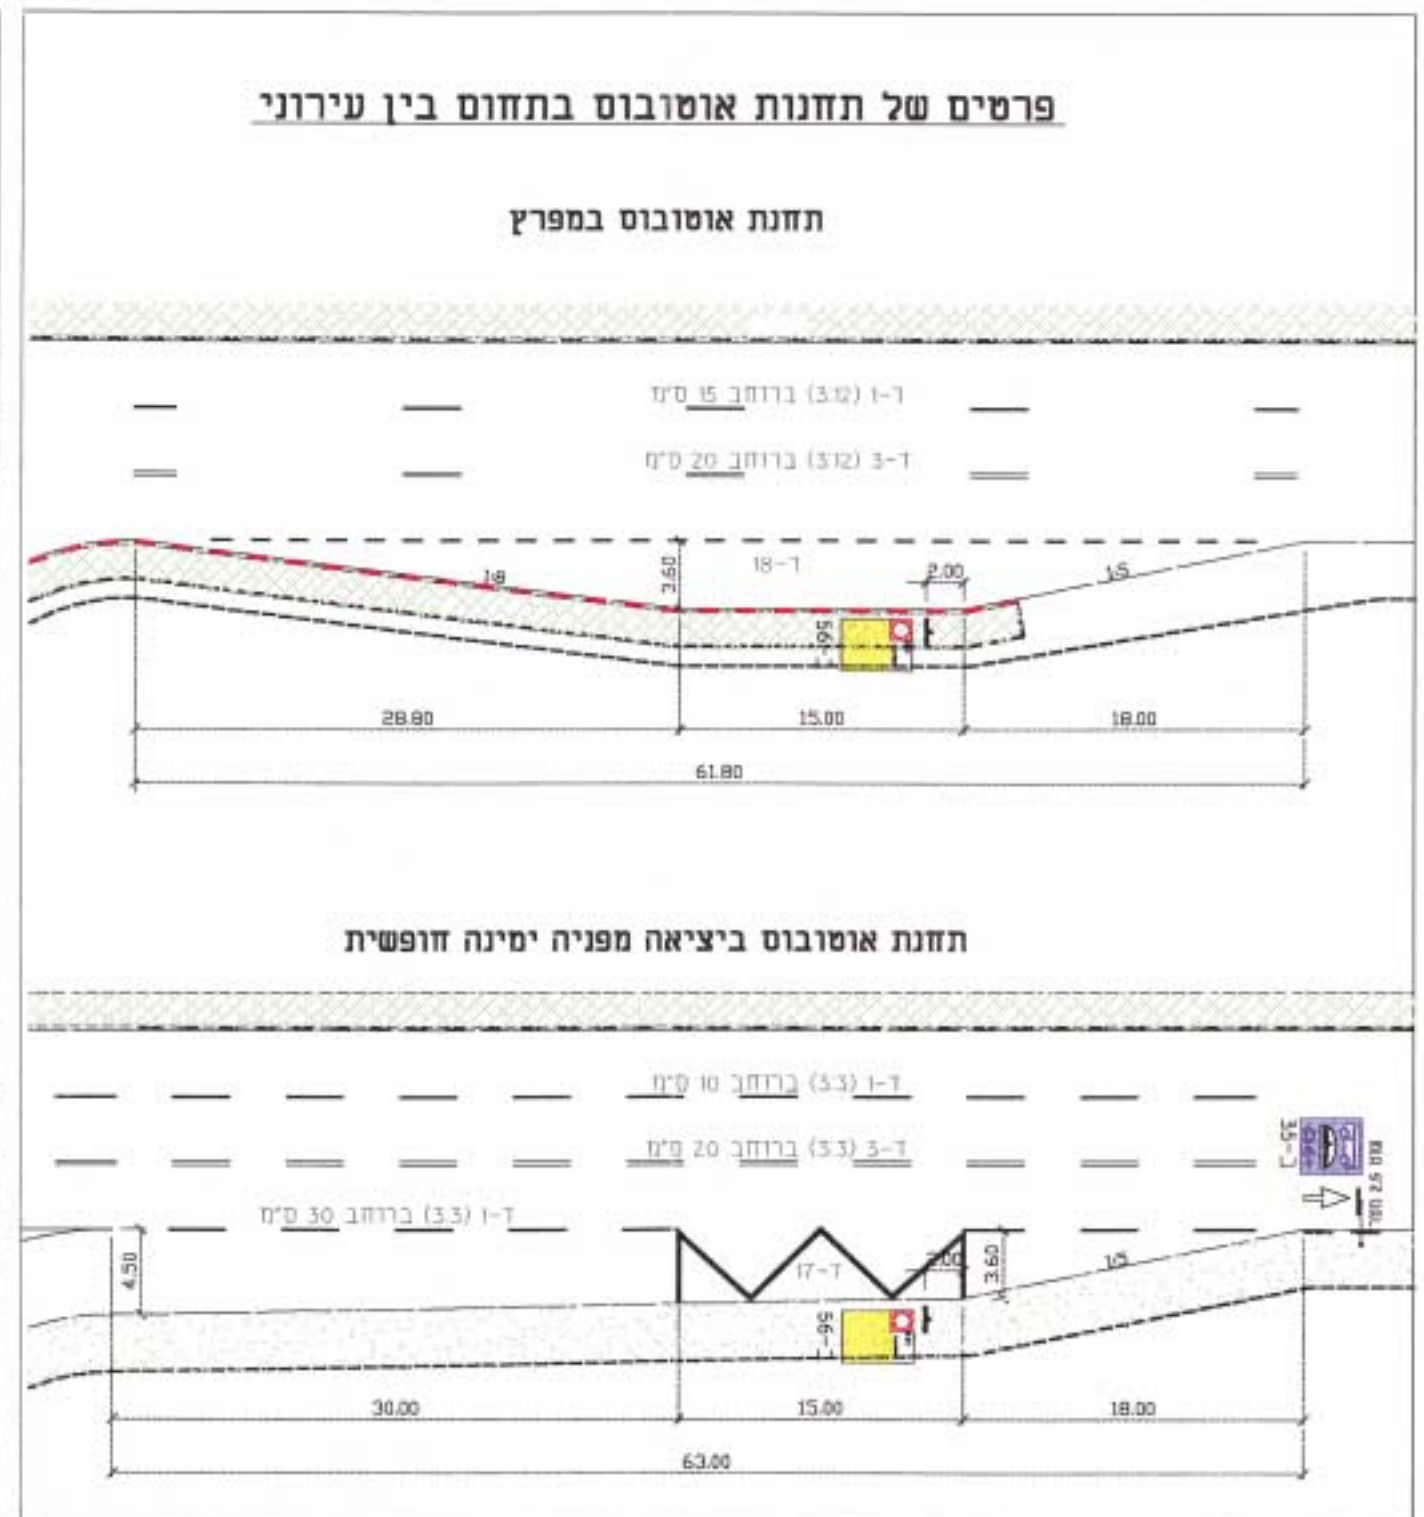 פרטים של תחנות אוטובוס בתחום בין עירוני
תחנת אוטובוס במפרץ
ד-1 (3:12) ברוחב 15 ס"מ
ד-3 (3:12) ברוחב 20 ס"מ
1:8
3.60
ד-18
2.00
1:5
28.80
15.00
18.00
61.80
תחנת אוטובוס ביציאה מפניה ימינה חופשית
ד-1 (3:3) ברוחב 10 ס"מ
ד-3 (3:3) ברוחב 20 ס"מ
ד-1 (3:3) ברוחב 30 ס"מ
4.50
ד-17
2.00
3.60
1:5
30.00
15.00
18.00
63.00